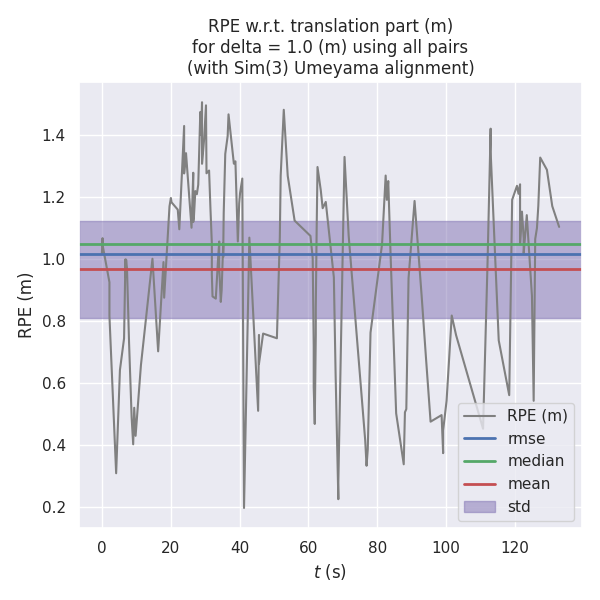 RPE w.r.t. translation part (m)
for delta = 1.0 (m) using all pairs
(with Sim(3) Umeyama alignment)
RPE (m)
1.4
1.2
1.0
0.8
0.6
0.4
0.2
0 20 40 60 80 100 120
t (s)
RPE (m)
rmse
median
mean
std